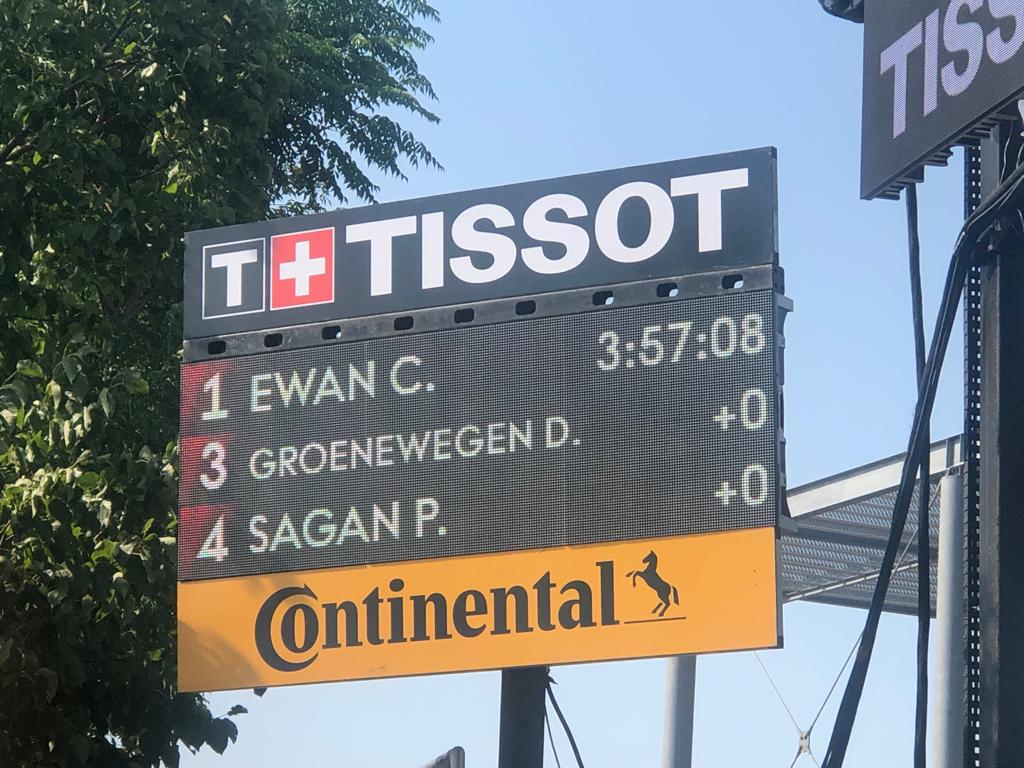 T+ TISSOT
1 EWAN C. 3:57:08
3 GROENEWEGEN D. +0
4 SAGAN P. +0
Continental
TISS